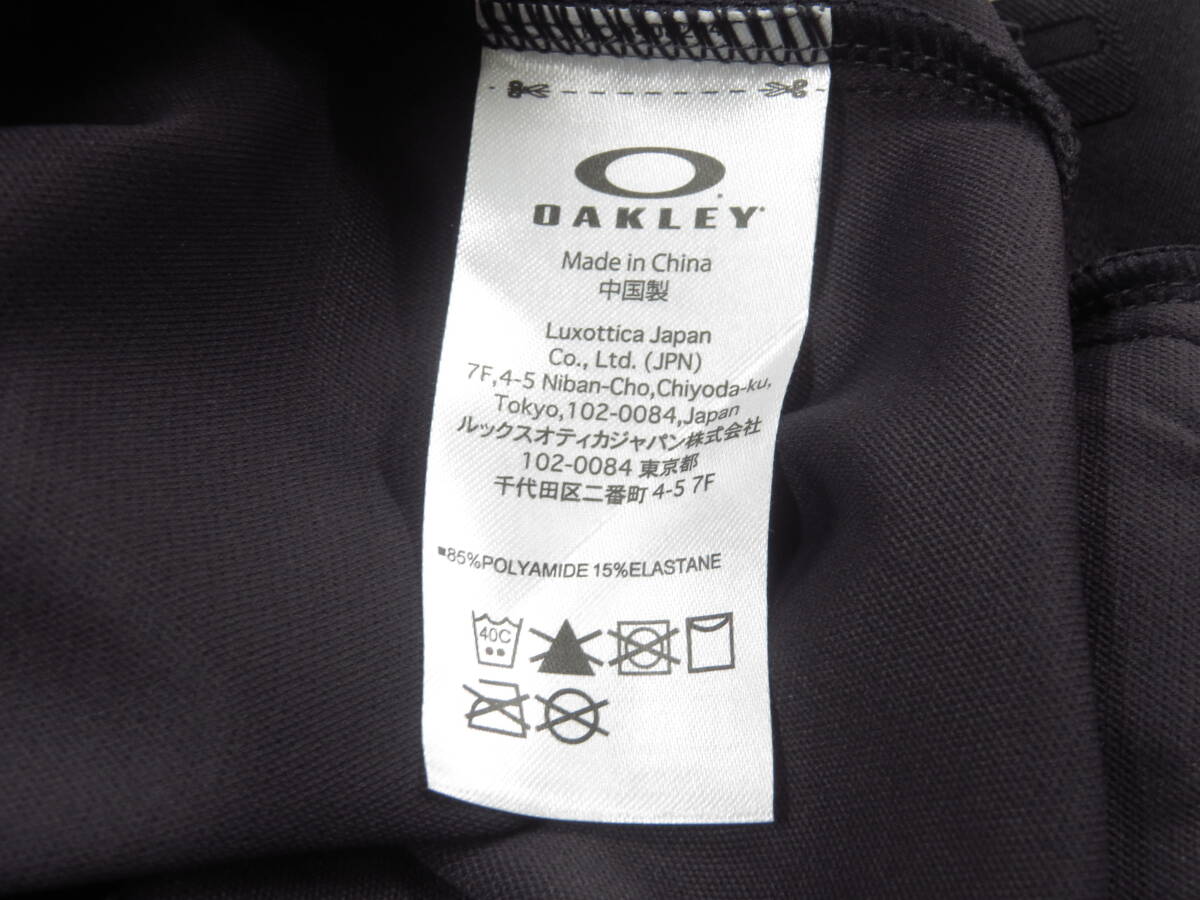 OAKLEY
Made in China
中国製
Luxottica Japan
Co., Ltd. (JPN)
7F,4-5 Niban-Cho,Chiyoda-ku,
Tokyo,102-0084,Japan
ルックスオティカジャパン株式会社
102-0084 東京都
千代田区二番町 4-5 7F
■85%POLYAMIDE 15%ELASTANE
40C